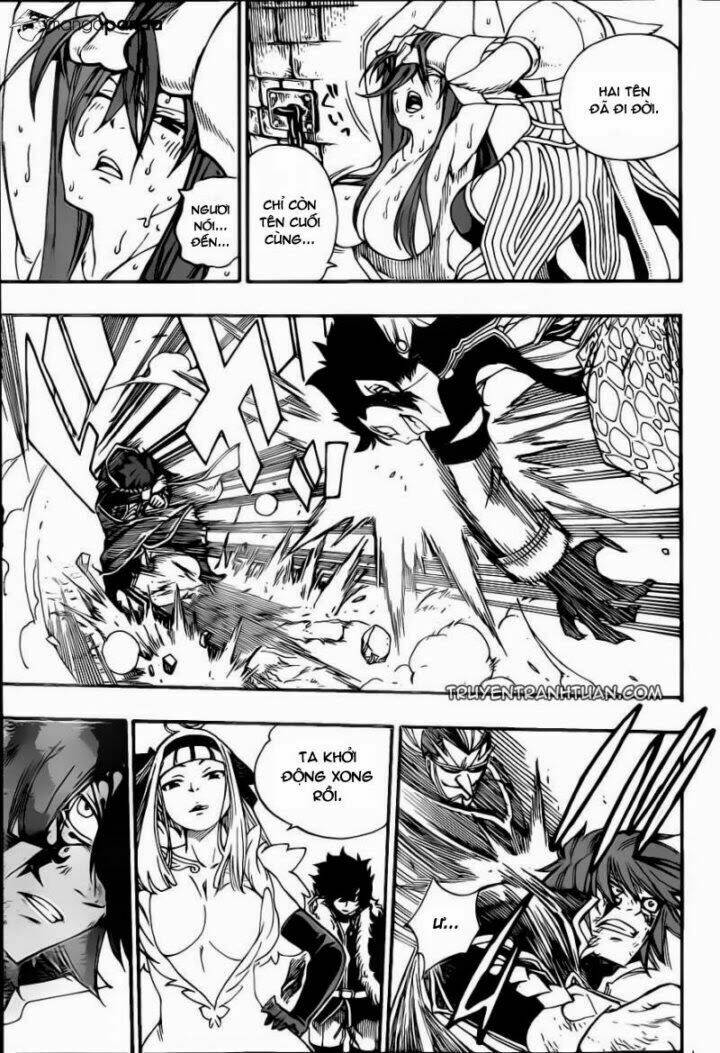 mangapanda
HAI TÊN
ĐÃ ĐI ĐỜI.
CHỈ CÒN
TÊN CUỐI
CÙNG...
NGƯƠI
NÓI...
ĐẾN...
TRUYENTRANHTUAN.COM
TA KHỞI
ĐỘNG XONG
RỒI.
Ư...